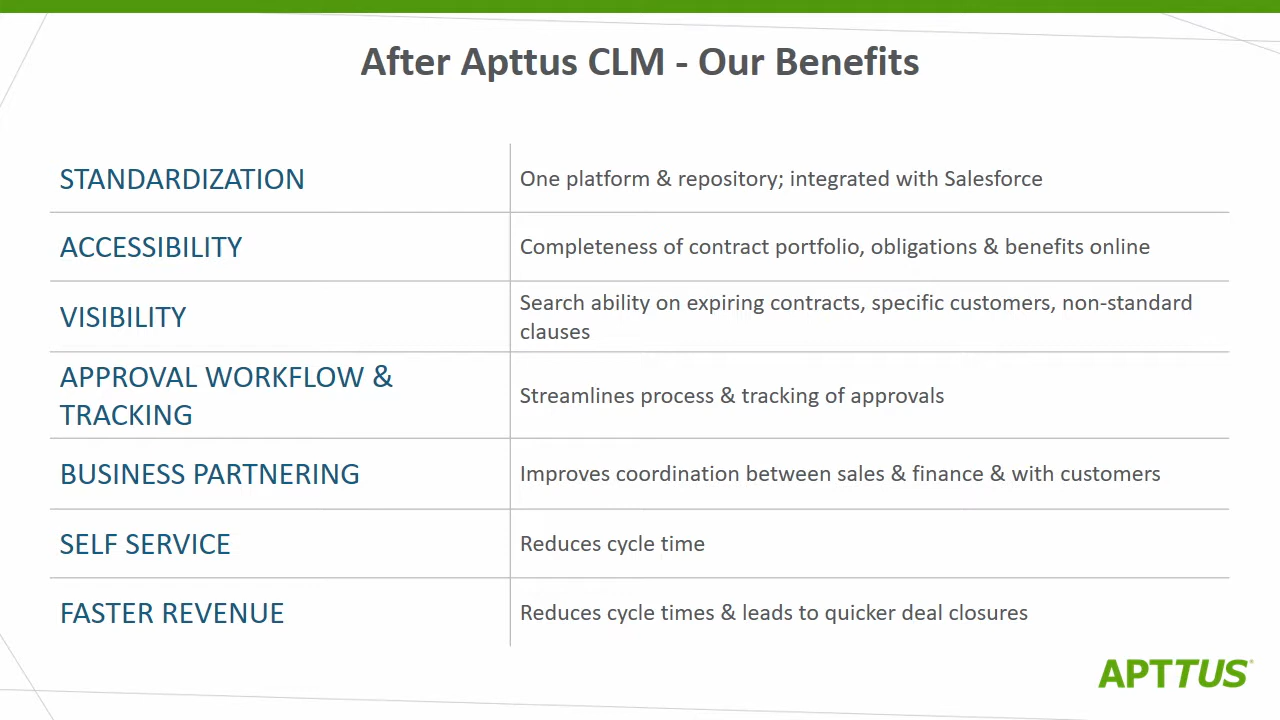 After Apttus CLM - Our Benefits
STANDARDIZATION
One platform & repository; integrated with Salesforce
ACCESSIBILITY
Completeness of contract portfolio, obligations & benefits online
VISIBILITY
Search ability on expiring contracts, specific customers, non-standard
clauses
APPROVAL WORKFLOW &
TRACKING
Streamlines process & tracking of approvals
BUSINESS PARTNERING
Improves coordination between sales & finance & with customers
SELF SERVICE
Reduces cycle time
FASTER REVENUE
Reduces cycle times & leads to quicker deal closures
APTTUS®